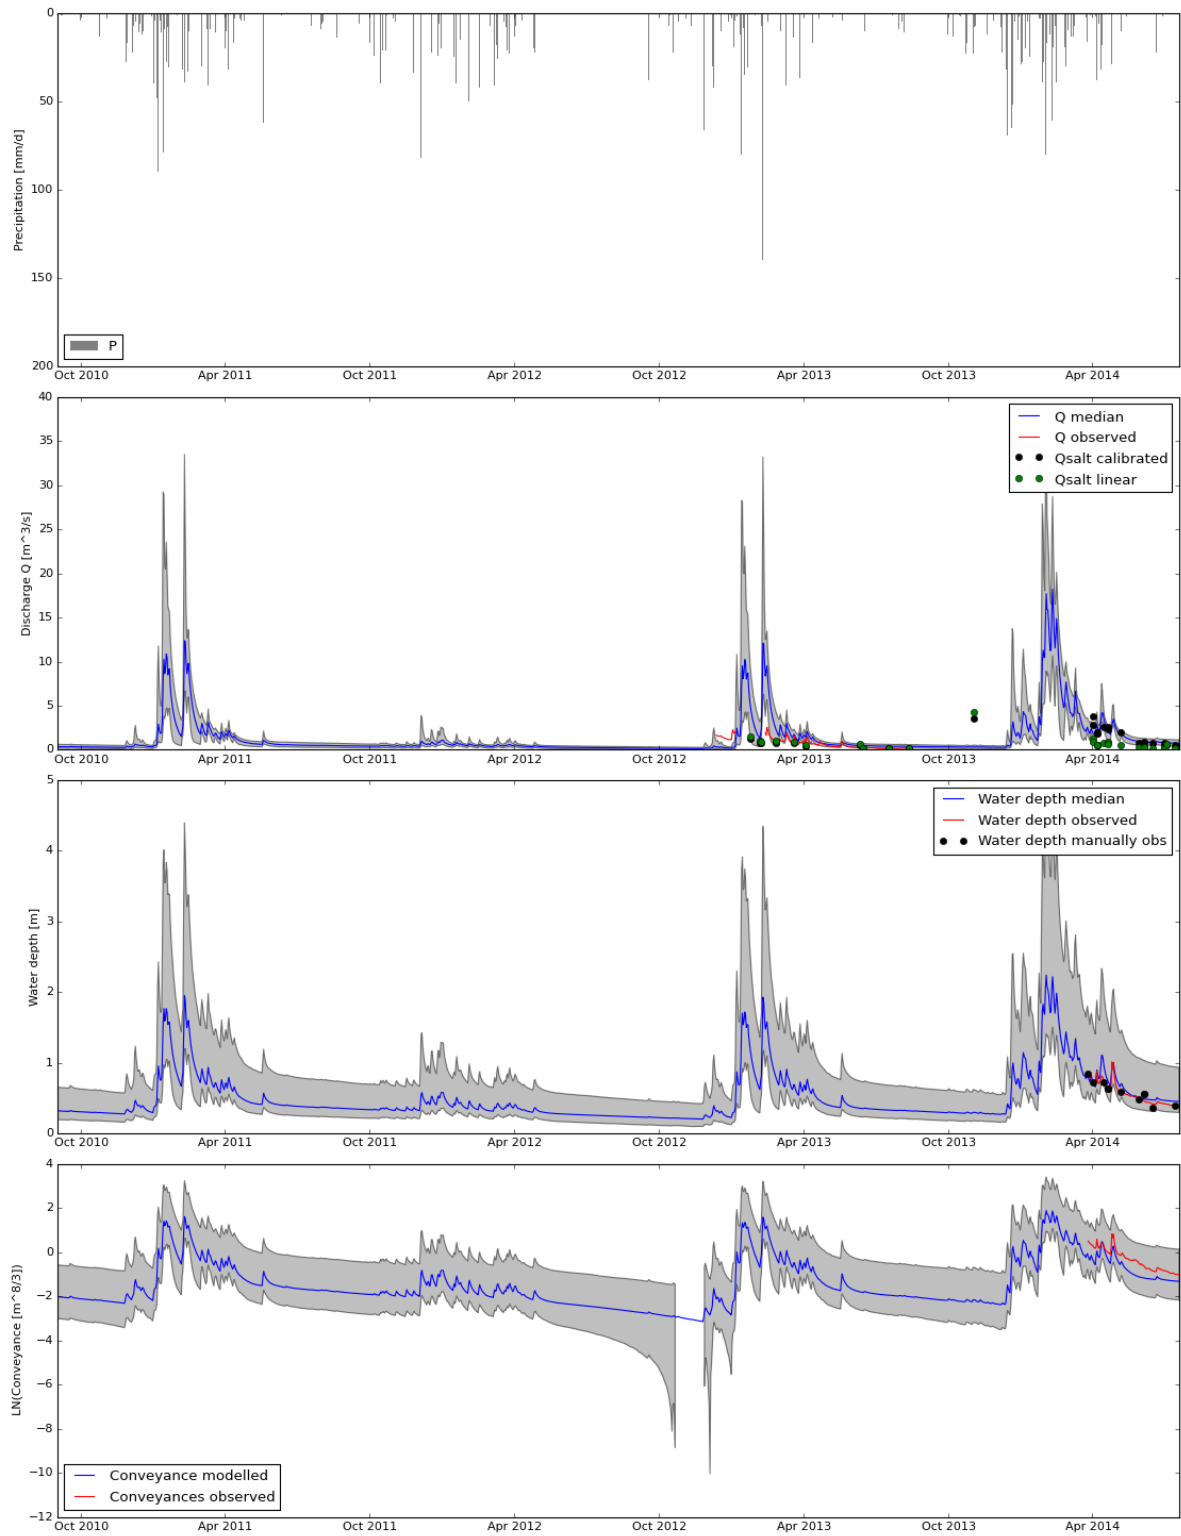 0
50
100
150
200
Precipitation [mm/d]
P
Oct 2010 Apr 2011 Oct 2011 Apr 2012 Oct 2012 Apr 2013 Oct 2013 Apr 2014
40
35
30
25
20
15
10
5
0
Discharge Q [m^3/s]
Q median
Q observed
Qsalt calibrated
Qsalt linear
Oct 2010 Apr 2011 Oct 2011 Apr 2012 Oct 2012 Apr 2013 Oct 2013 Apr 2014
5
4
3
2
1
0
Water depth [m]
Water depth median
Water depth observed
Water depth manually obs
Oct 2010 Apr 2011 Oct 2011 Apr 2012 Oct 2012 Apr 2013 Oct 2013 Apr 2014
4
2
0
−2
−4
−6
−8
−10
−12
LN(Conveyance [m^8/3])
Conveyance modelled
Conveyances observed
Oct 2010 Apr 2011 Oct 2011 Apr 2012 Oct 2012 Apr 2013 Oct 2013 Apr 2014